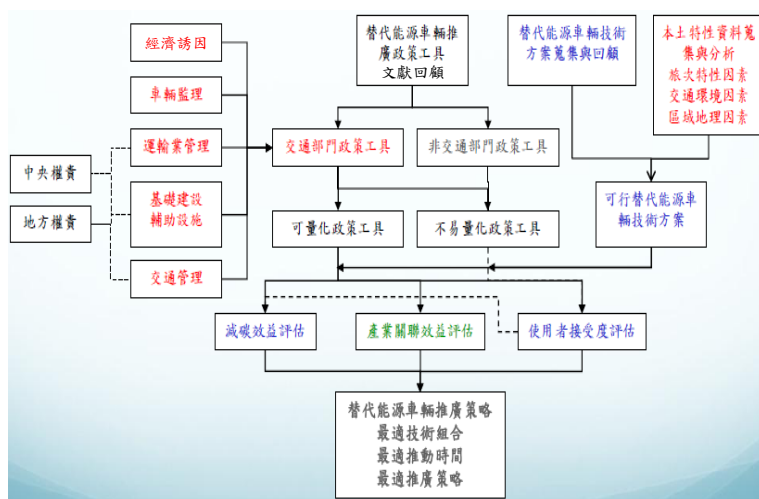 經濟誘因
車輛監理
運輸業管理
基礎建設
輔助設施
交通管理
中央權責
地方權責
替代能源車輛推
廣政策工具
文獻回顧
替代能源車輛技術
方案蒐集與回顧
本土特性資料蒐
集與分析
旅次特性因素
交通環境因素
區域地理因素
交通部門政策工具
非交通部門政策工具
可量化政策工具
不易量化政策工具
可行替代能源車
輛技術方案
減碳效益評估
產業關聯效益評估
使用者接受度評估
替代能源車輛推廣策略
最適技術組合
最適推動時間
最適推廣策略